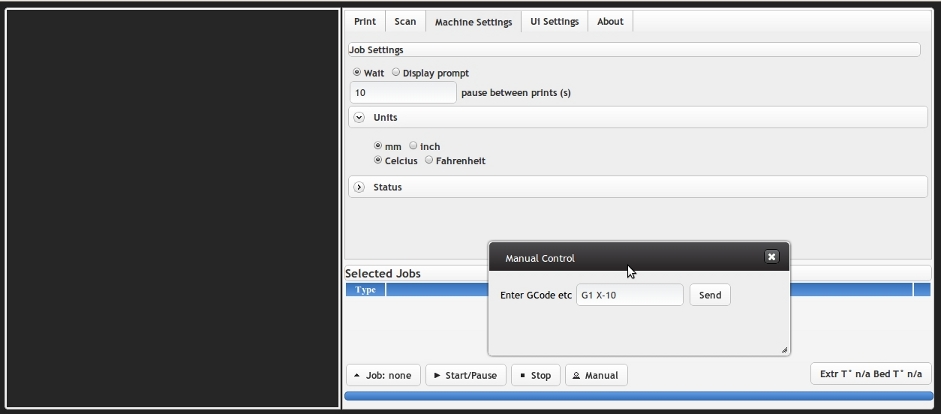 Print Scan Machine Settings UI Settings About
Job Settings
Wait Display prompt
10 pause between prints (s)
Units
mm inch
Celcius Fahrenheit
Status
Manual Control
Selected Jobs
Type
Enter GCode etc G1 X-10 Send
Job: none Start/Pause Stop Manual Extr T° n/a Bed T° n/a